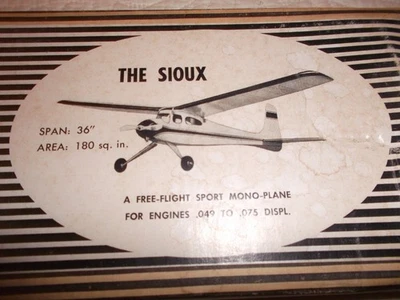 THE SIOUX
SPAN: 36"
AREA: 180 sq. in.
A FREE-FLIGHT SPORT MONO-PLANE
FOR ENGINES .049 TO .075 DISPL.